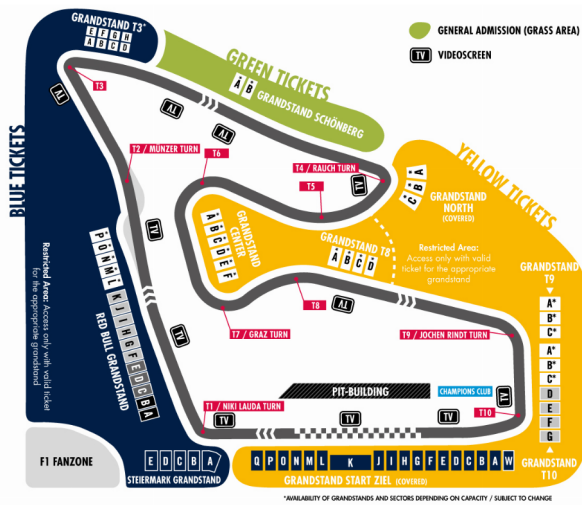 GRANDSTAND T3*
E F G H
A B C D
GENERAL ADMISSION (GRASS AREA)
TV VIDEOSCREEN
GREEN TICKETS
A B
GRANDSTAND SCHÖNBERG
BLUE TICKETS
YELLOW TICKETS
TV
TV
TV
TV
T3
T2 / MÜNZER TURN
T6
T4 / RAUCH TURN
TV
T5
C* B A
GRANDSTAND
NORTH
(COVERED)
A B C D E F
GRANDSTAND
CENTER
GRANDSTAND T8
A B C D
Restricted Area:
Access only with valid
ticket for the appropriate
grandstand
TV
Restricted Area: Access only with valid ticket
for the appropriate grandstand
P O N M L K J I H G F E D C B A
RED BULL GRANDSTAND
TV
T8
TV
T7 / GRAZ TURN
T9 / JOCHEN RINDT TURN
GRANDSTAND
T9
A*
B*
C*
A*
B*
C*
D
E
F
G
GRANDSTAND
T10
PIT-BUILDING
CHAMPIONS CLUB
TV
T1 / NIKI LAUDA TURN
T10
TV
TV
TV
F1 FANZONE
E D C B A
STEIERMARK GRANDSTAND
Q P O N M L K J I H G F E D C B A W
GRANDSTAND START ZIEL (COVERED)
*AVAILABILITY OF GRANDSTANDS AND SECTORS DEPENDING ON CAPACITY / SUBJECT TO CHANGE